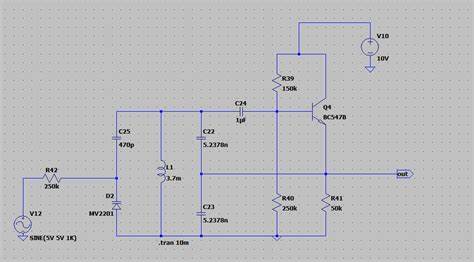 V10
10V
R39
150k
Q4
BC547B
C24
1µF
C25
470p
C22
5.2378n
R42
250k
L1
3.7m
out
D2
MV2201
C23
5.2378n
R40
250k
R41
50k
V12
SINE(5V 5V 1K)
.tran 10m